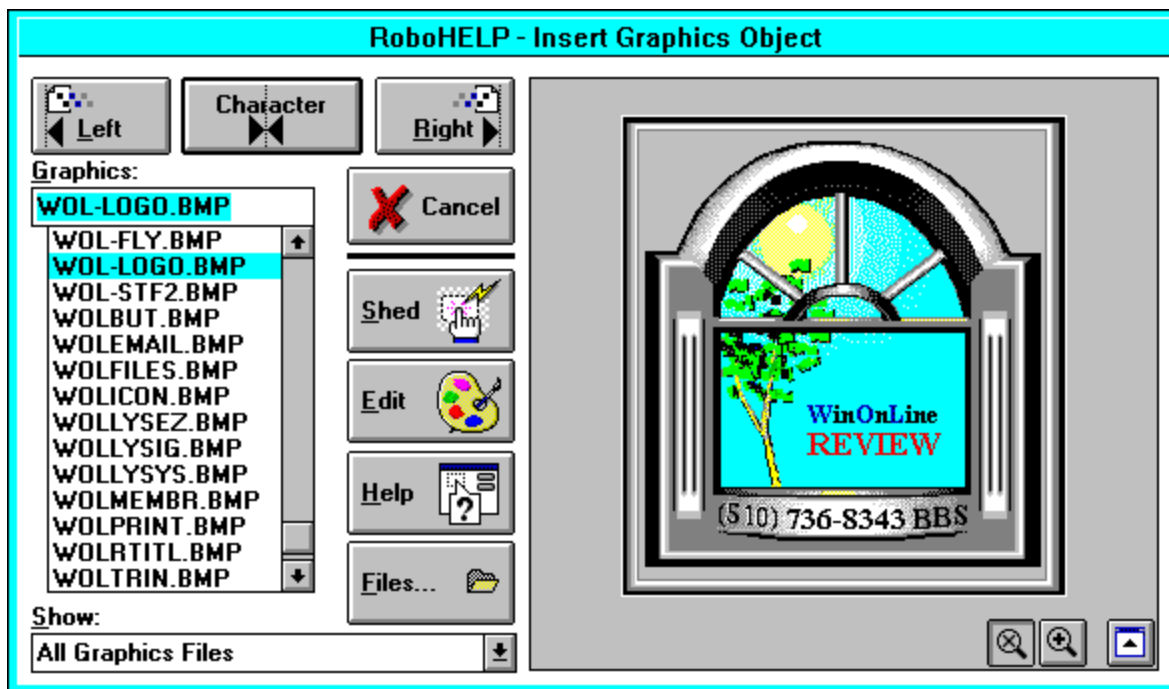 RoboHELP - Insert Graphics Object
Left
Character
Right
Graphics:
WOL-LOGO.BMP
WOL-FLY.BMP
WOL-LOGO.BMP
WOL-STF2.BMP
WOLBUT.BMP
WOLEMAIL.BMP
WOLFILES.BMP
WOLICON.BMP
WOLLYSEZ.BMP
WOLLYSIG.BMP
WOLLYSYS.BMP
WOLMEMBR.BMP
WOLPRINT.BMP
WOLRTITL.BMP
WOLTRIN.BMP
Show:
All Graphics Files
Cancel
Shed
Edit
Help
?
Files...
WinOnLine
REVIEW
(510) 736-8343 BBS